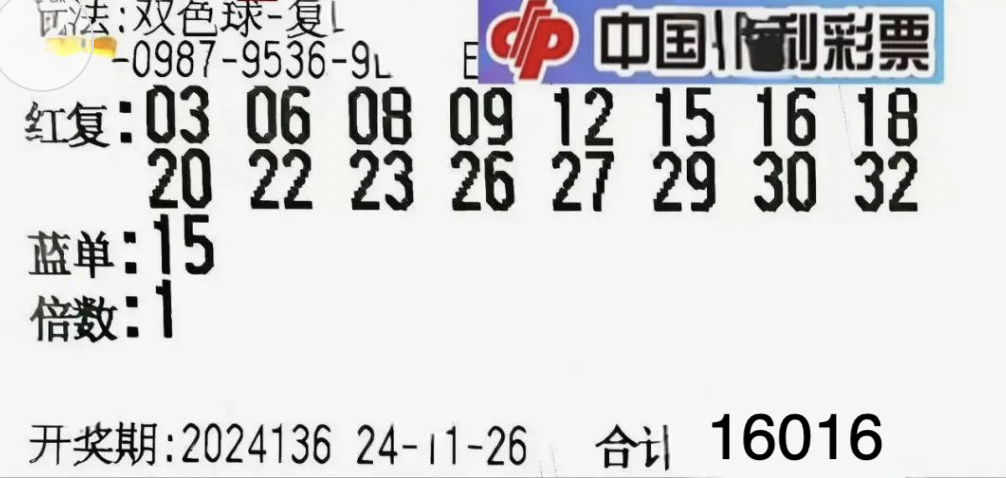 玩法:双色球-复
中国福利彩票
-0987-9536-9
红复:03 06 08 09 12 15 16 18
20 22 23 26 27 29 30 32
蓝单:15
倍数:1
开奖期:2024136 24-11-26 合计 16016